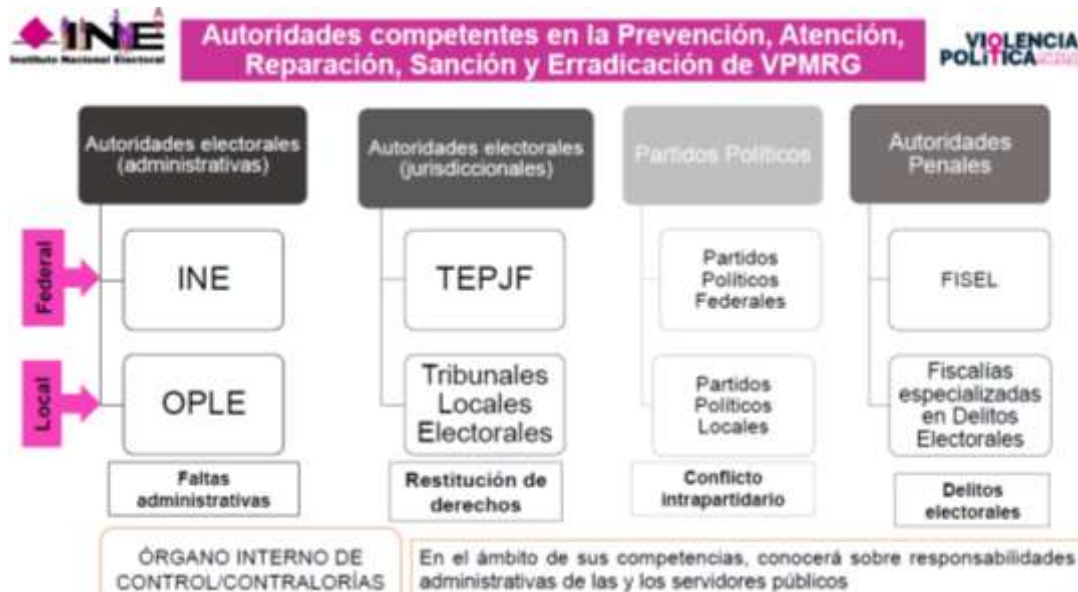 INE
Instituto Nacional Electoral
Autoridades competentes en la Prevención, Atención,
Reparación, Sanción y Erradicación de VPMRG
VIOLENCIA
POLÍTICA
Autoridades electorales
(administrativas)
Autoridades electorales
(jurisdiccionales)
Partidos Políticos
Autoridades
Penales
Federal
INE
TEPJF
Partidos
Políticos
Federales
FISEL
Local
OPLE
Tribunales
Locales
Electorales
Partidos
Políticos
Locales
Fiscalías
especializadas
en Delitos
Electorales
Faltas
administrativas
Restitución de
derechos
Conflicto
intrapartidario
Delitos
electorales
ÓRGANO INTERNO DE
CONTROL/CONTRALORÍAS
En el ámbito de sus competencias, conocerá sobre responsabilidades
administrativas de las y los servidores públicos